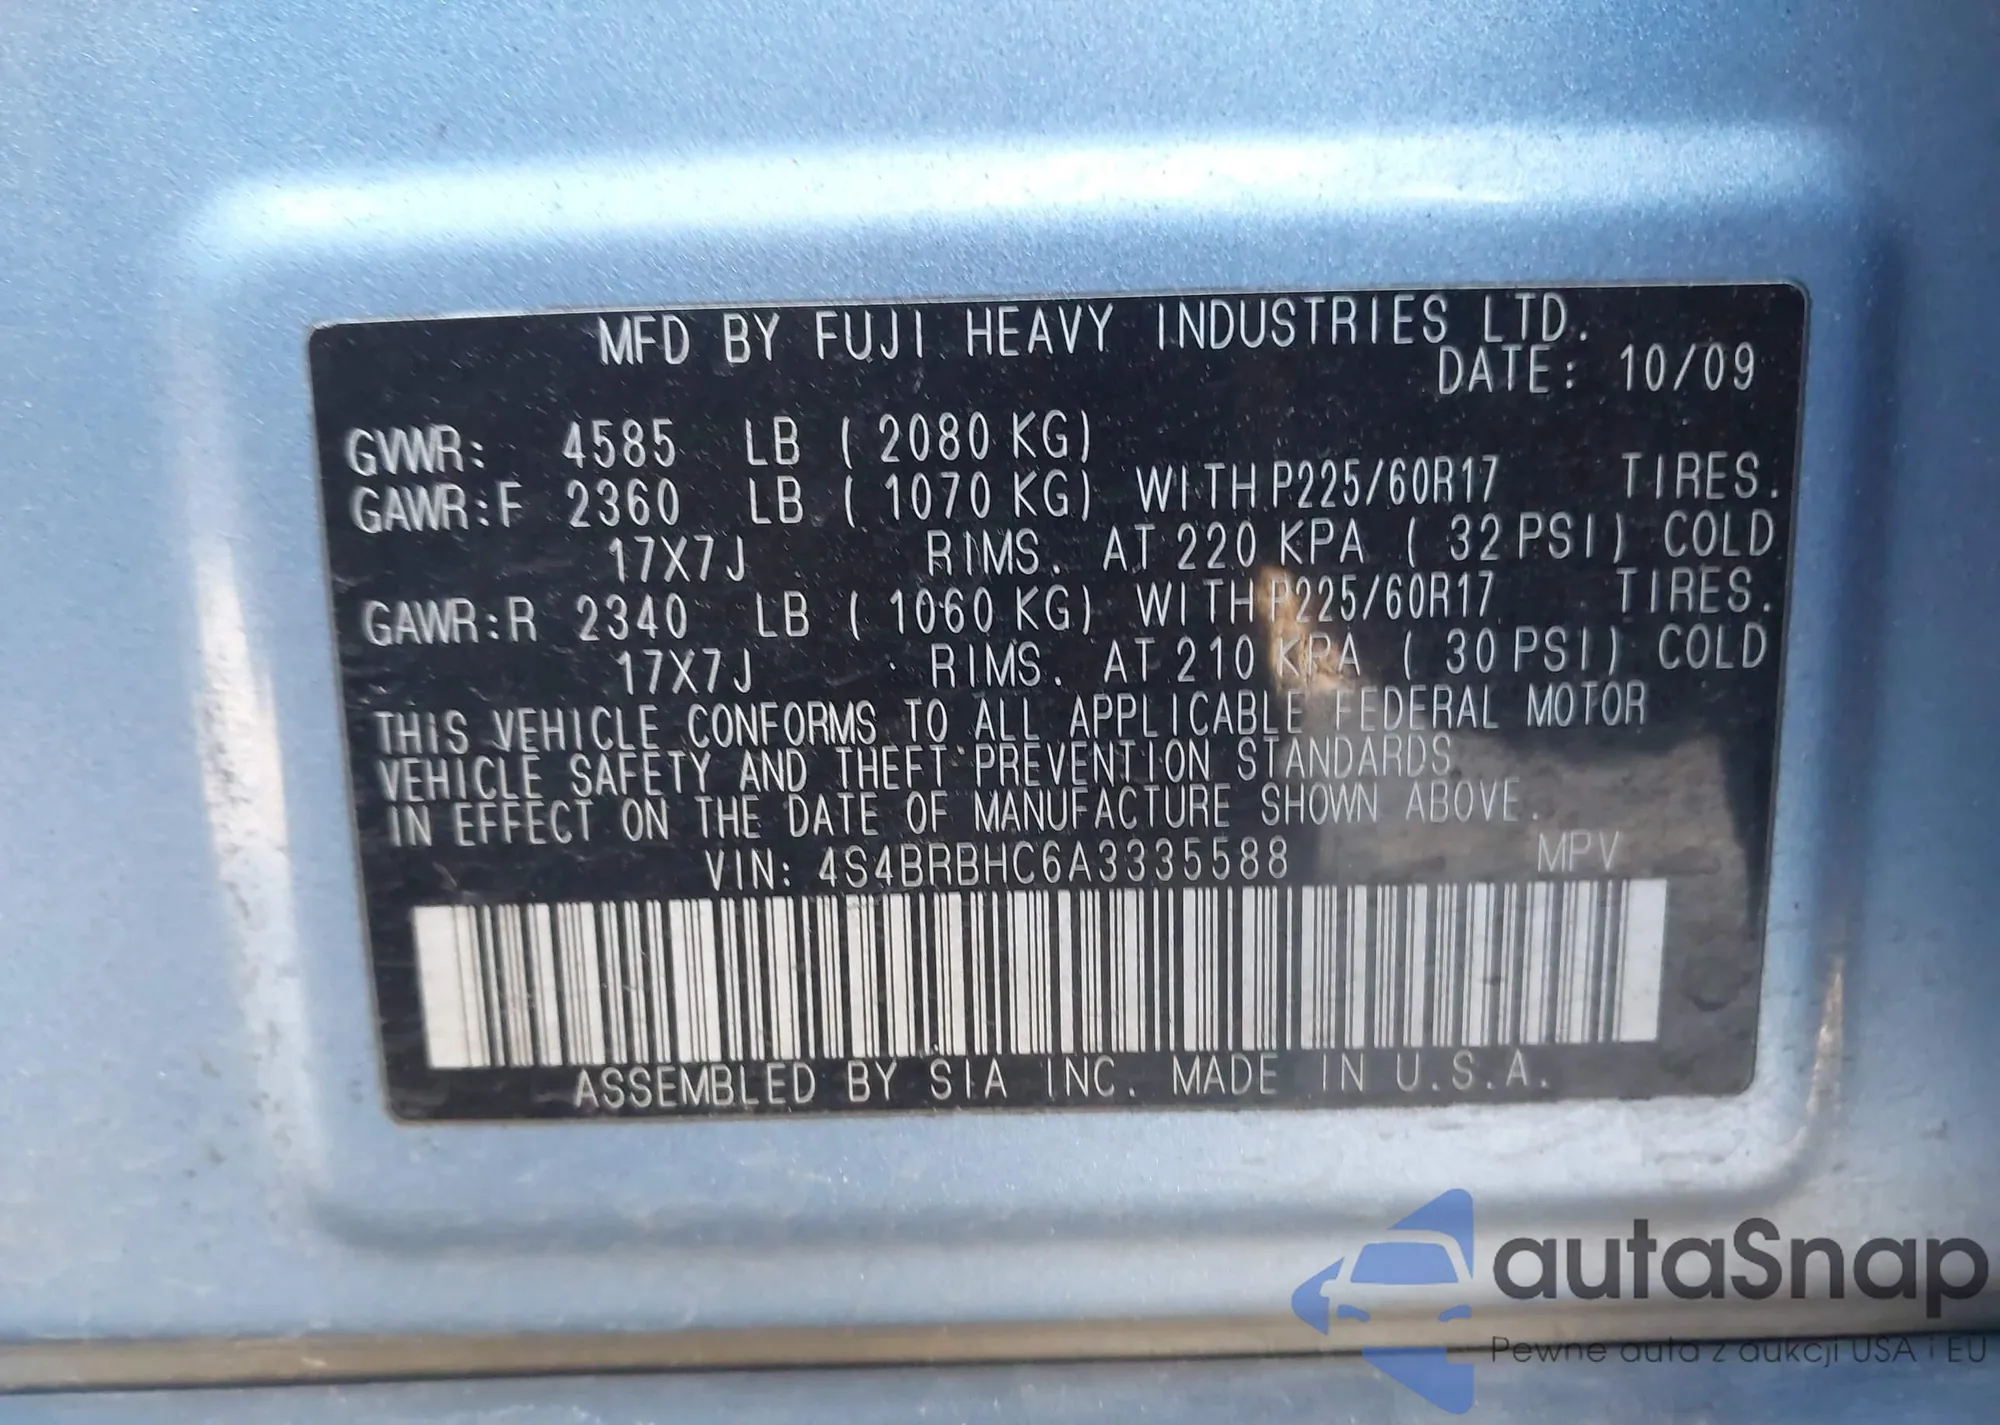 MFD BY FUJI HEAVY INDUSTRIES LTD.
DATE: 10/09
GVWR: 4585 LB ( 2080 KG)
GAWR:F 2360 LB ( 1070 KG) WITH P225/60R17 TIRES.
17X7J RIMS. AT 220 KPA ( 32 PSI) COLD
GAWR:R 2340 LB ( 1060 KG) WITH P225/60R17 TIRES.
17X7J RIMS. AT 210 KPA ( 30 PSI) COLD
THIS VEHICLE CONFORMS TO ALL APPLICABLE FEDERAL MOTOR
VEHICLE SAFETY AND THEFT PREVENTION STANDARDS
IN EFFECT ON THE DATE OF MANUFACTURE SHOWN ABOVE.
VIN: 4S4BRBHC6A3335588 MPV
ASSEMBLED BY SIA INC. MADE IN U.S.A.
autaSnap
Pewne auta z aukcji USA i EU